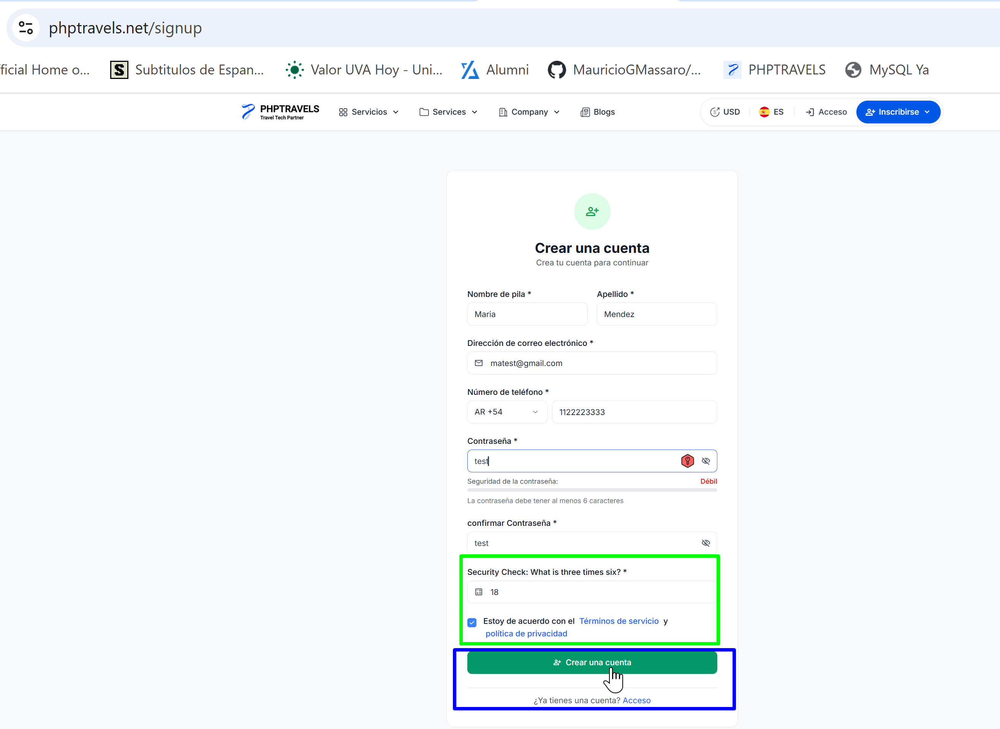 phptravels.net/signup
ficial Home o...
Subtitulos de Espan...
Valor UVA Hoy - Uni...
Alumni
MauricioGMassaro/...
PHPTRAVELS
MySQL Ya
PHPTRAVELS
Travel Tech Partner
Servicios
Services
Company
Blogs
USD
ES
Acceso
Inscribirse
Crear una cuenta
Crea tu cuenta para continuar
Nombre de pila *
Apellido *
Maria
Mendez
Dirección de correo electrónico *
matest@gmail.com
Número de teléfono *
AR +54
1122223333
Contraseña *
test
Seguridad de la contraseña:
Débil
La contraseña debe tener al menos 6 caracteres
confirmar Contraseña *
test
Security Check: What is three times six? *
18
Estoy de acuerdo con el Términos de servicio y
política de privacidad
Crear una cuenta
¿Ya tienes una cuenta? Acceso